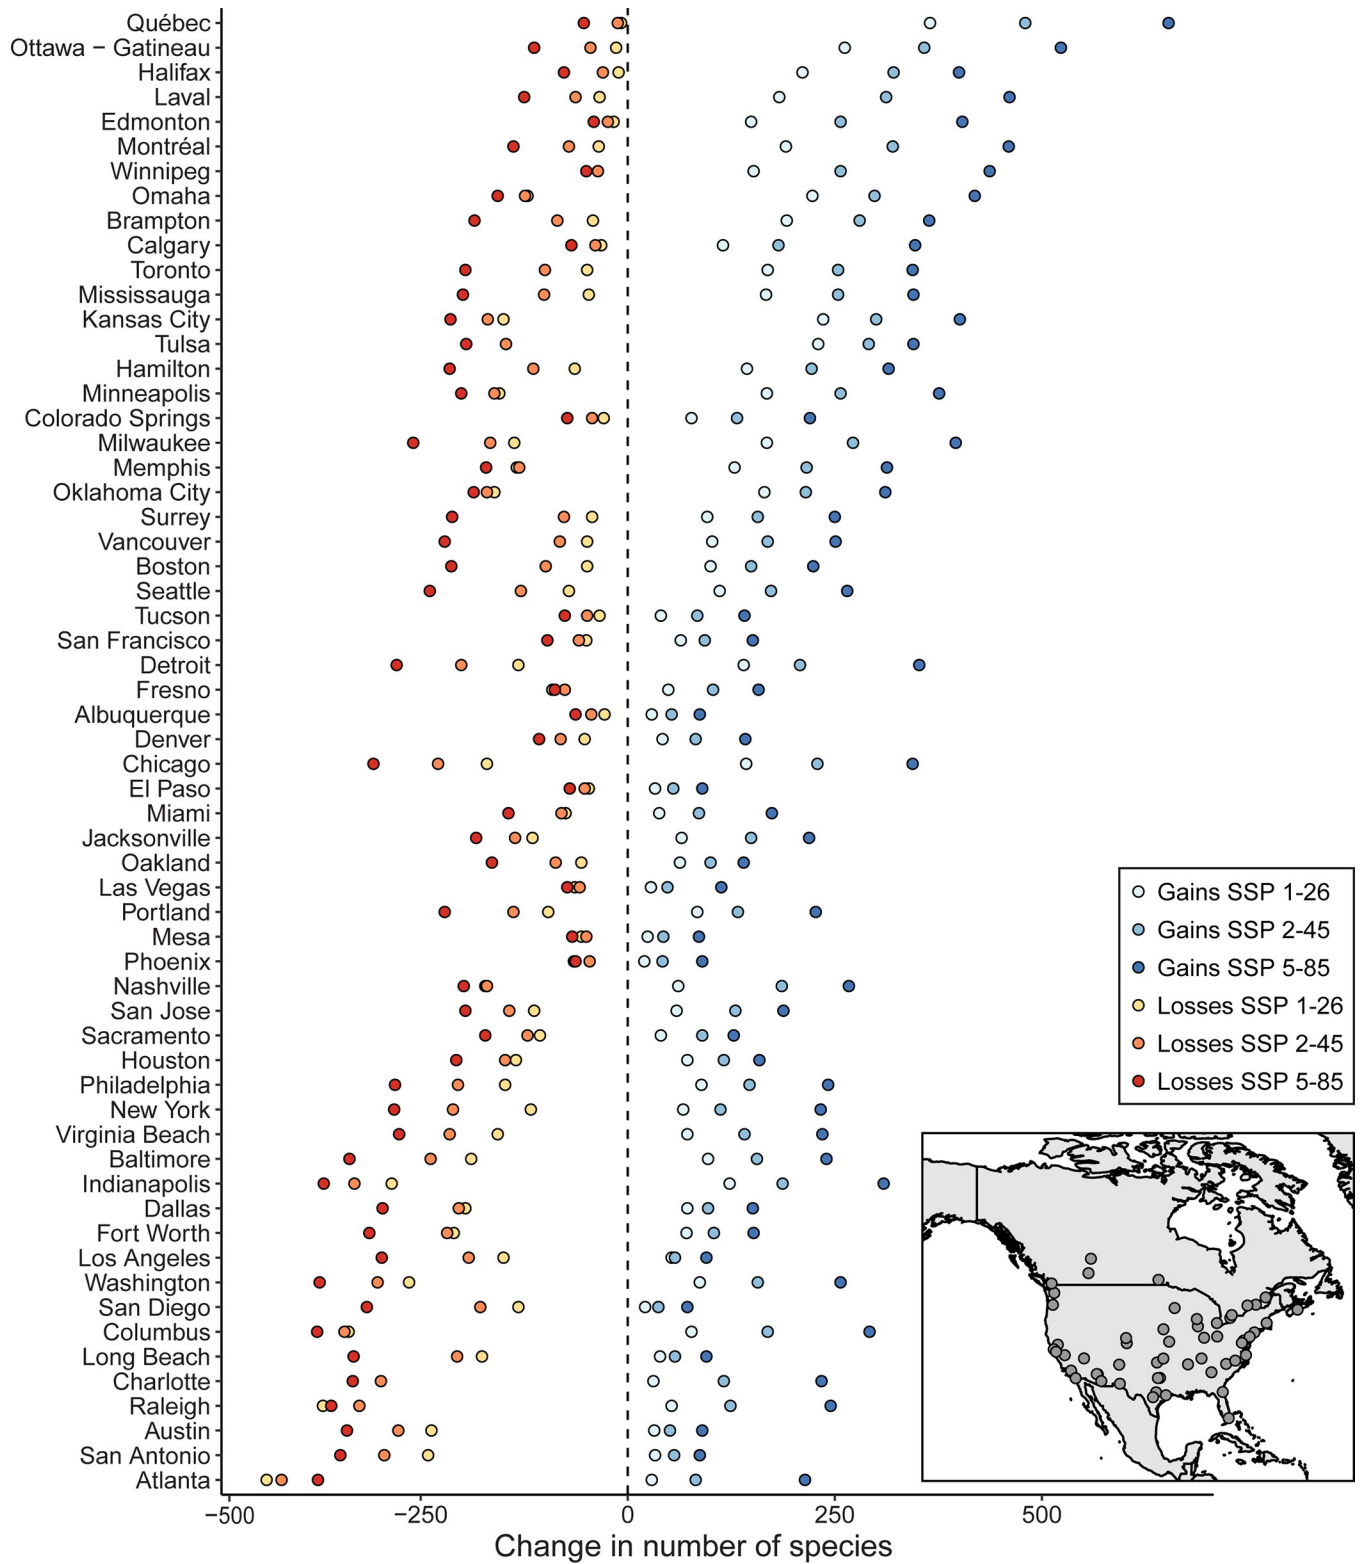 Québec
Ottawa − Gatineau
Halifax
Laval
Edmonton
Montréal
Winnipeg
Omaha
Brampton
Calgary
Toronto
Mississauga
Kansas City
Tulsa
Hamilton
Minneapolis
Colorado Springs
Milwaukee
Memphis
Oklahoma City
Surrey
Vancouver
Boston
Seattle
Tucson
San Francisco
Detroit
Fresno
Albuquerque
Denver
Chicago
El Paso
Miami
Jacksonville
Oakland
Las Vegas
Portland
Mesa
Phoenix
Nashville
San Jose
Sacramento
Houston
Philadelphia
New York
Virginia Beach
Baltimore
Indianapolis
Dallas
Fort Worth
Los Angeles
Washington
San Diego
Columbus
Long Beach
Charlotte
Raleigh
Austin
San Antonio
Atlanta
−500 −250 0 250 500
Change in number of species
Gains SSP 1-26
Gains SSP 2-45
Gains SSP 5-85
Losses SSP 1-26
Losses SSP 2-45
Losses SSP 5-85